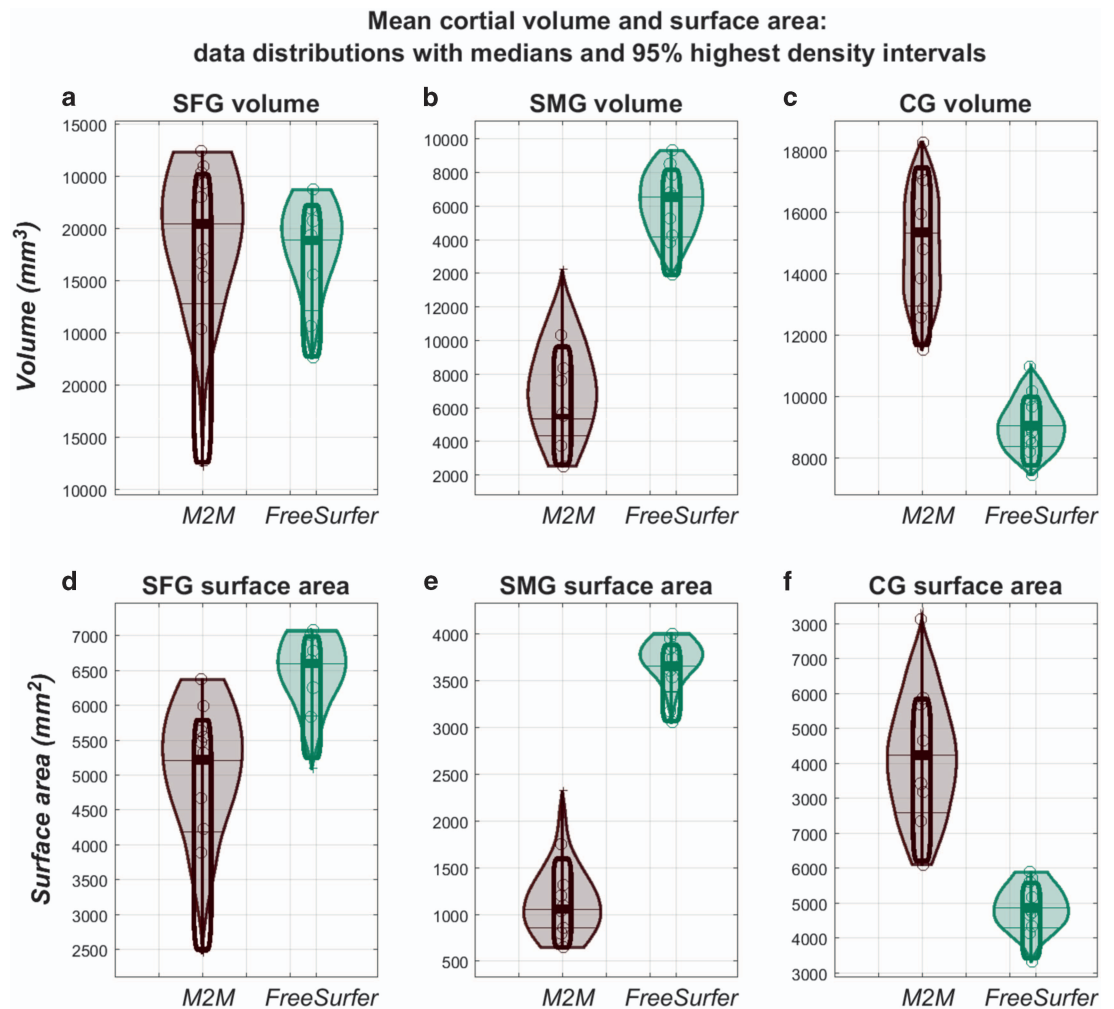 Mean cortial volume and surface area:
data distributions with medians and 95% highest density intervals
a
SFG volume
15000
10000
20000
15000
10000
20000
15000
10000
Volume (mm3)
M2M FreeSurfer
b
SMG volume
10000
8000
6000
4000
2000
12000
10000
8000
6000
4000
2000
M2M FreeSurfer
c
CG volume
18000
16000
14000
12000
10000
8000
M2M FreeSurfer
d
SFG surface area
7000
6500
6000
5500
5000
4500
4000
3500
3000
2500
Surface area (mm2)
M2M FreeSurfer
e
SMG surface area
4000
3500
3000
2500
2000
1500
1000
500
M2M FreeSurfer
f
CG surface area
3000
7000
6000
5000
4000
3000
7000
6000
5000
4000
3000
M2M FreeSurfer